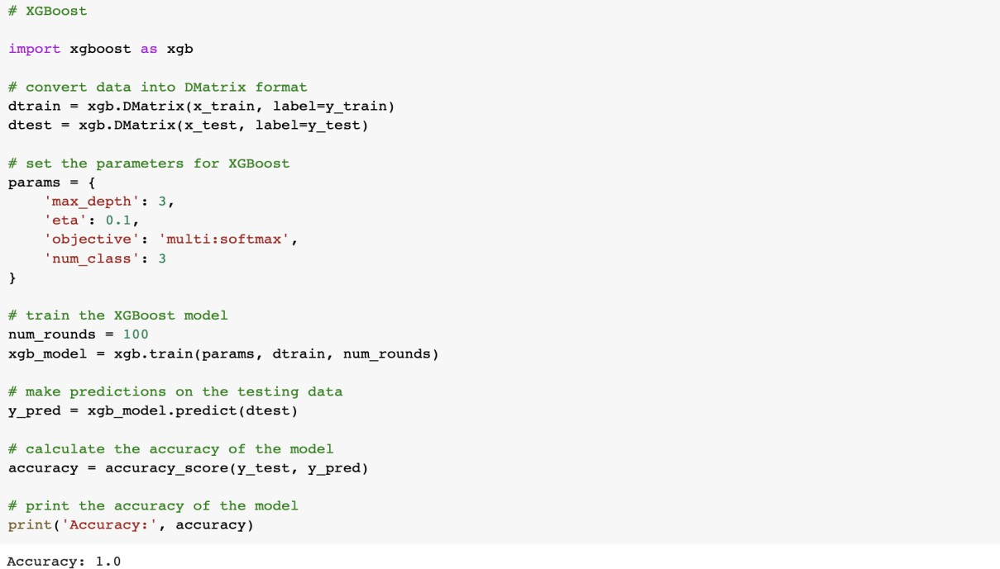 # XGBoost
import xgboost as xgb
# convert data into DMatrix format
dtrain = xgb.DMatrix(x_train, label=y_train)
dtest = xgb.DMatrix(x_test, label=y_test)
# set the parameters for XGBoost
params = {
    'max_depth': 3,
    'eta': 0.1,
    'objective': 'multi:softmax',
    'num_class': 3
}
# train the XGBoost model
num_rounds = 100
xgb_model = xgb.train(params, dtrain, num_rounds)
# make predictions on the testing data
y_pred = xgb_model.predict(dtest)
# calculate the accuracy of the model
accuracy = accuracy_score(y_test, y_pred)
# print the accuracy of the model
print('Accuracy:', accuracy)
Accuracy: 1.0